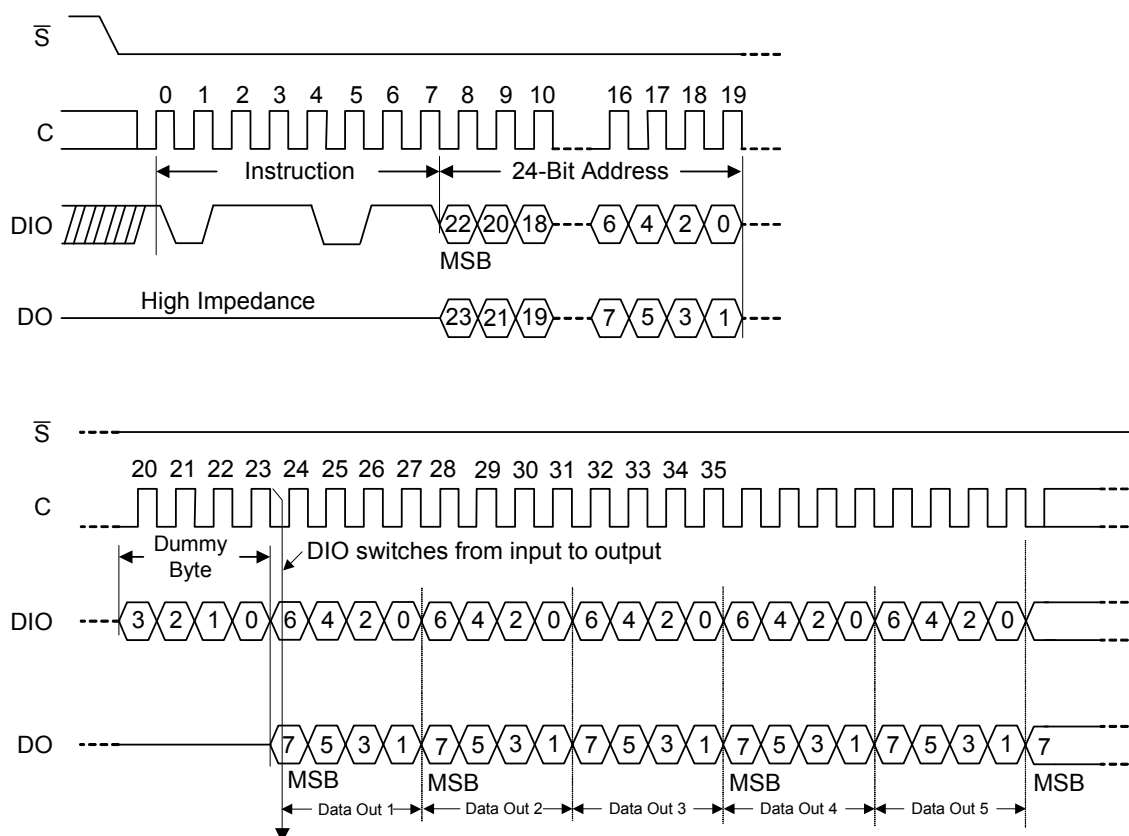 S
0 1 2 3 4 5 6 7 8 9 10 16 17 18 19
C
Instruction 24-Bit Address
DIO 22 20 18 6 4 2 0
MSB
High Impedance
DO 23 21 19 7 5 3 1
S
20 21 22 23 24 25 26 27 28 29 30 31 32 33 34 35
C
Dummy
Byte
DIO switches from input to output
DIO 3 2 1 0 6 4 2 0 6 4 2 0 6 4 2 0 6 4 2 0 6 4 2 0
DO 7 5 3 1 7 5 3 1 7 5 3 1 7 5 3 1 7 5 3 1 7
MSB MSB MSB MSB
Data Out 1 Data Out 2 Data Out 3 Data Out 4 Data Out 5